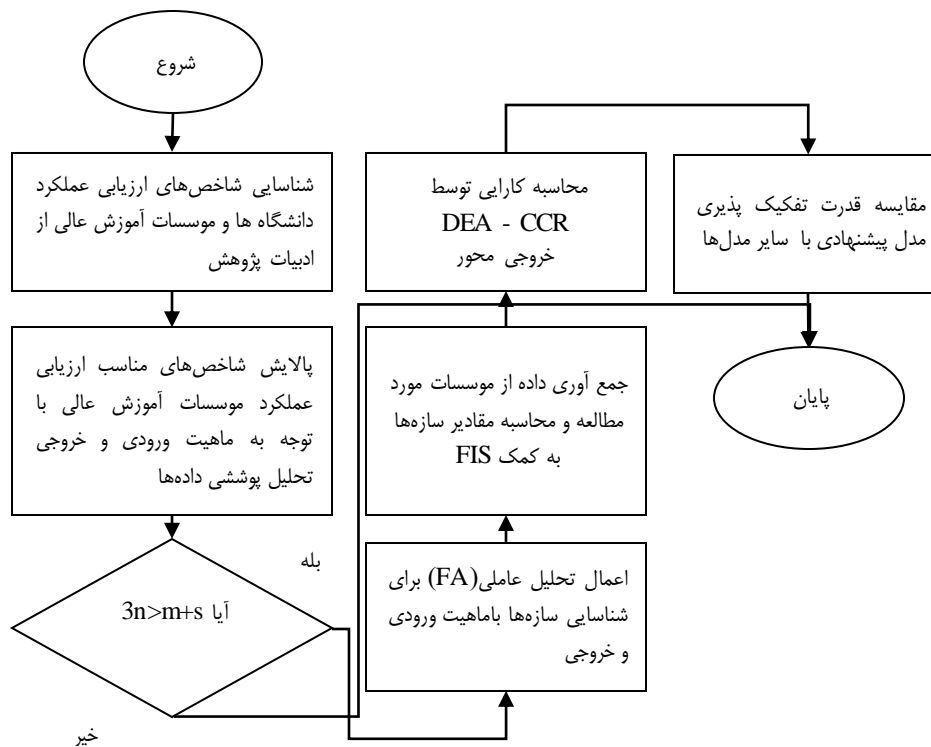 شروع
شناسایی شاخص‌های ارزیابی عملکرد
دانشگاه ها و موسسات آموزش عالی از
ادبیات پژوهش
پالایش شاخص‌های مناسب ارزیابی
عملکرد موسسات آموزش عالی با
توجه به ماهیت ورودی و خروجی
تحلیل پوششی داده‌ها
آیا 3n>m+s
بله
خیر
اعمال تحلیل عاملی(FA) برای
شناسایی سازه‌ها باماهیت ورودی
و خروجی
جمع آوری داده از موسسات مورد
مطالعه و محاسبه مقادیر سازه‌ها
به کمک FIS
محاسبه کارایی توسط
DEA - CCR
خروجی محور
مقایسه قدرت تفکیک پذیری
مدل پیشنهادی با سایر مدل‌ها
پایان